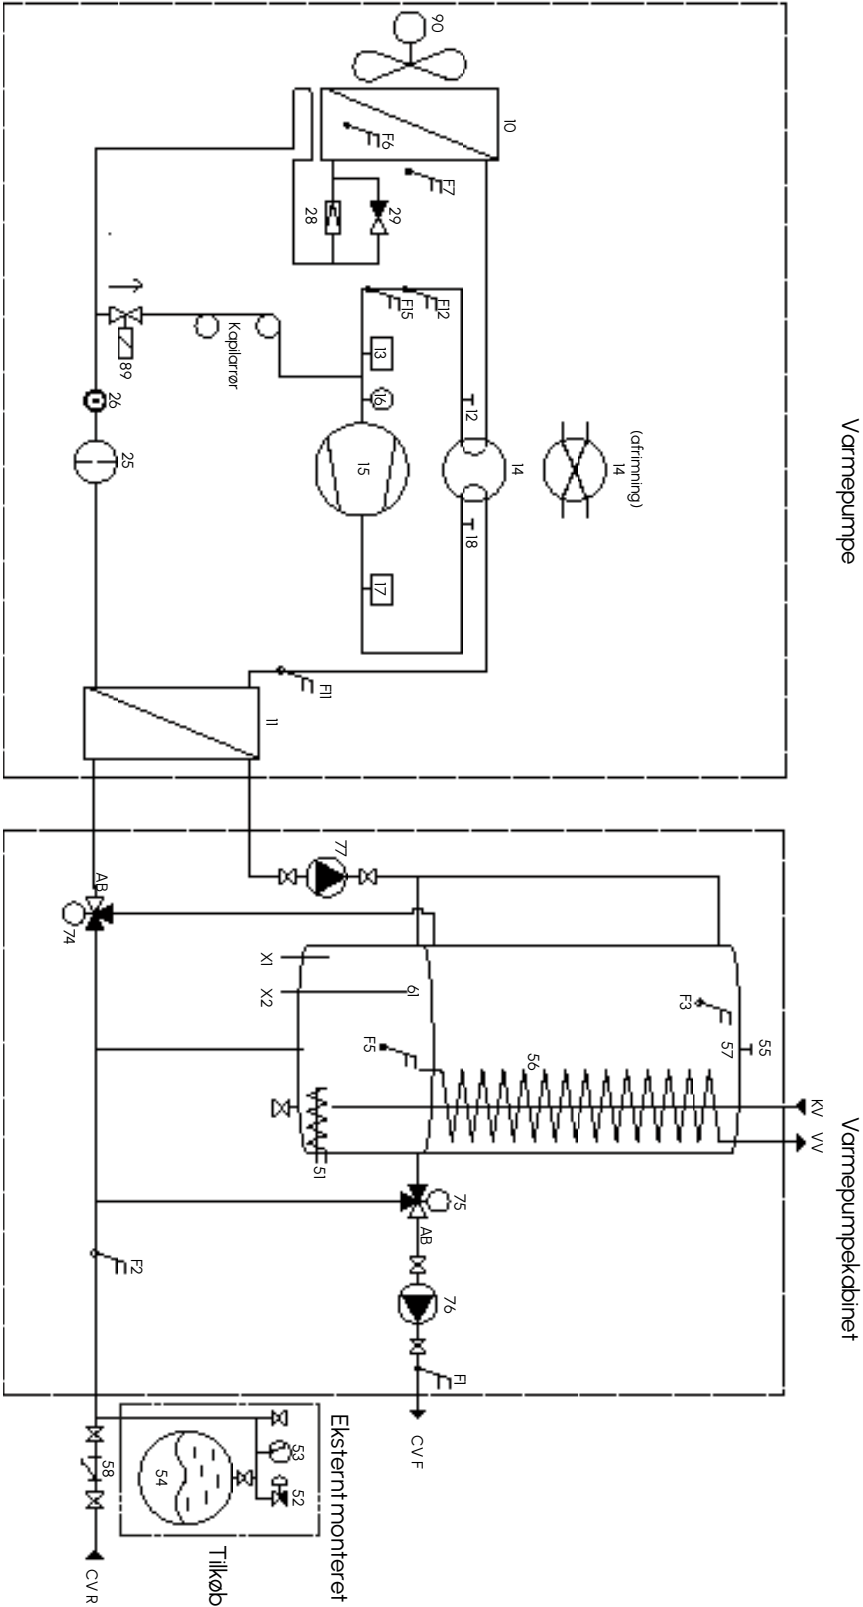 Varmepumpe
Varmepumpekabinet
(afrimning)
14
90
10
F6
F7
29
28
F12
F15
13
16
12
14
15
18
17
Kapilarrør
89
26
25
F11
11
77
AB
74
X1
X2
61
F3
F5
56
57
55
KV
VV
51
75
AB
76
F2
F1
CV F
Eksternt monteret
Tilkøb
53
52
54
58
CV R